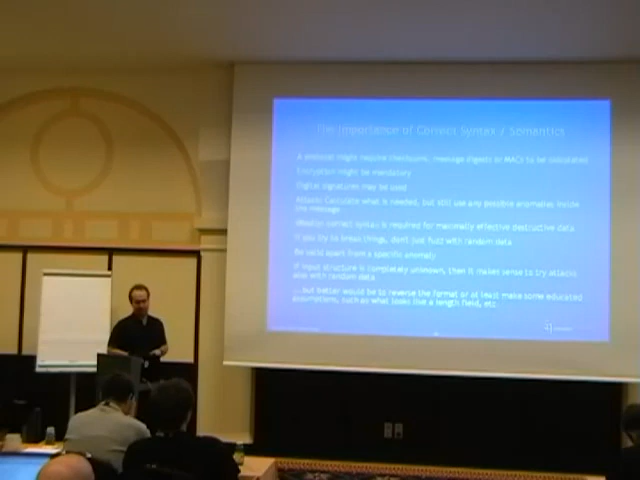 The Importance of Correct Syntax / Semantics
A protocol might require checksums, message digests or MACs to be calculated
Encryption might be mandatory
Digital signatures may be used
Attacks: Calculate what is needed, but still use any possible anomalies inside
the message
Mostly correct syntax is required for maximally effective destructive data
If you try to break things, don't just fuzz with random data
Be valid apart from a specific anomaly
If input structure is completely unknown, then it makes sense to try attacks
also with random data
...but better would be to reverse the format or at least make some educated
assumptions, such as what looks like a length field, etc.